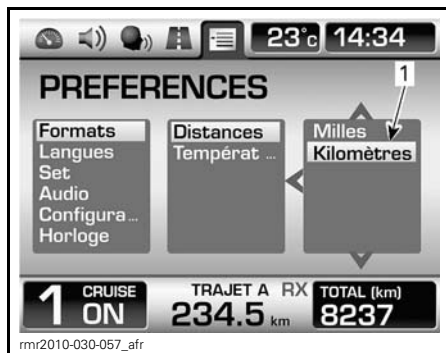 23°c 14:34
1
PREFERENCES
Formats
Langues
Set
Audio
Configura...
Horloge
Distances
Températ ...
Milles
Kilomètres
1 CRUISE ON
TRAJET A RX
234.5 km
TOTAL (km)
8237
rmr2010-030-057_afr